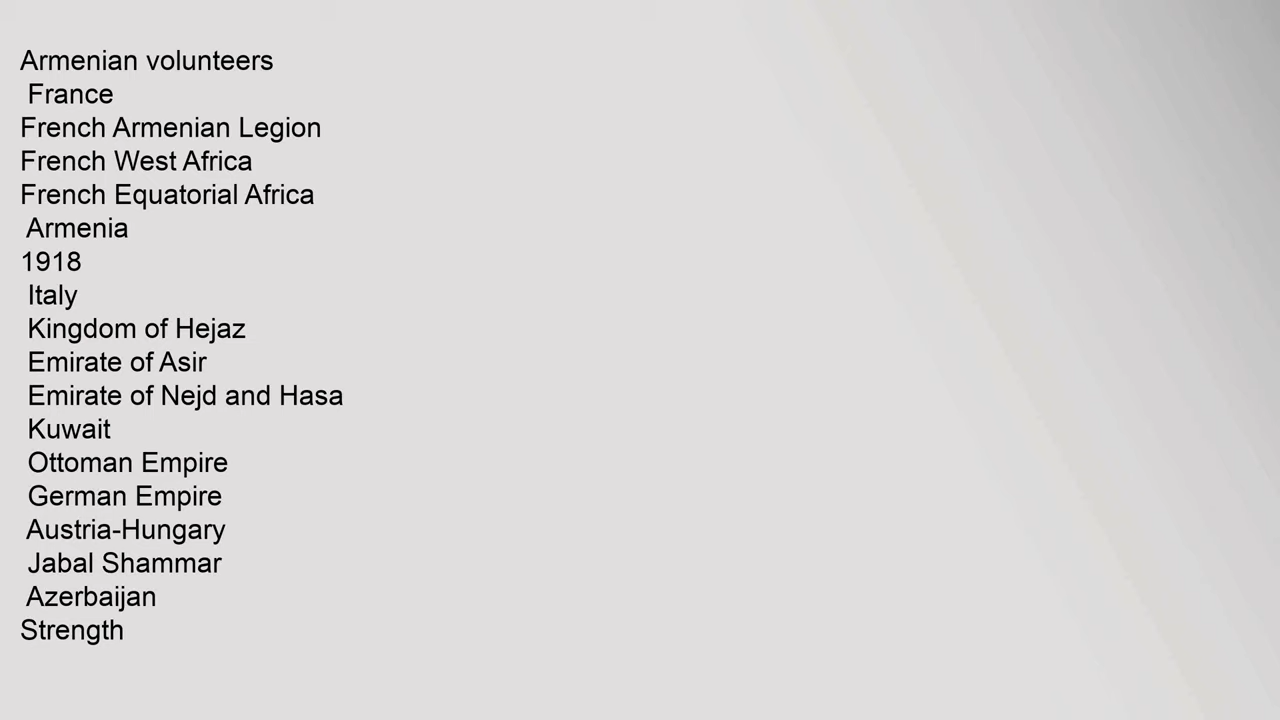 Armenian volunteers
France
French Armenian Legion
French West Africa
French Equatorial Africa
Armenia
1918
Italy
Kingdom of Hejaz
Emirate of Asir
Emirate of Nejd and Hasa
Kuwait
Ottoman Empire
German Empire
Austria-Hungary
Jabal Shammar
Azerbaijan
Strength